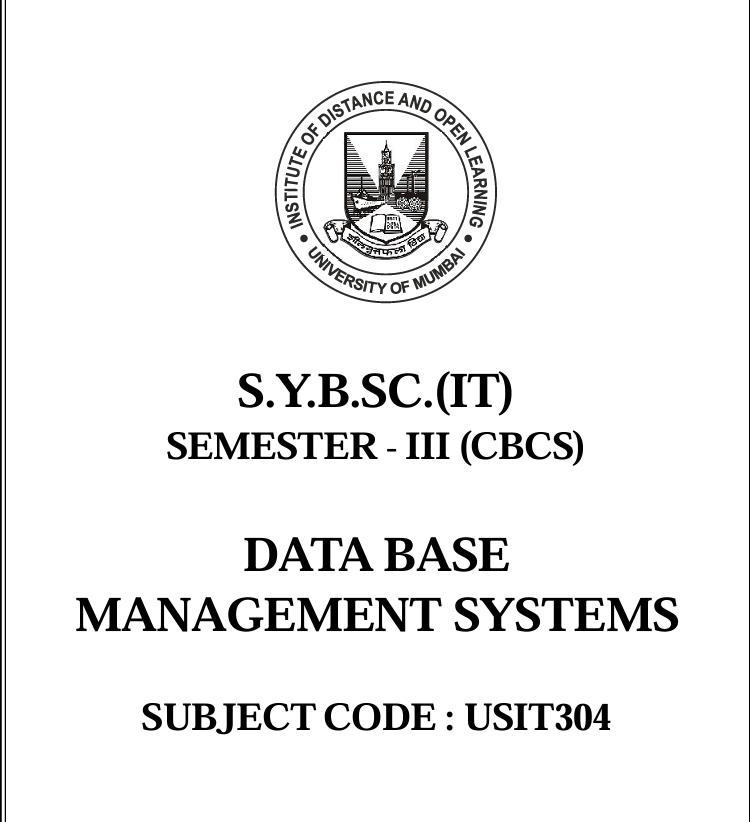 INSTITUTE OF DISTANCE AND OPEN LEARNING
UNIVERSITY OF MUMBAI
S.Y.B.SC.(IT)
SEMESTER - III (CBCS)
DATA BASE
MANAGEMENT SYSTEMS
SUBJECT CODE : USIT304